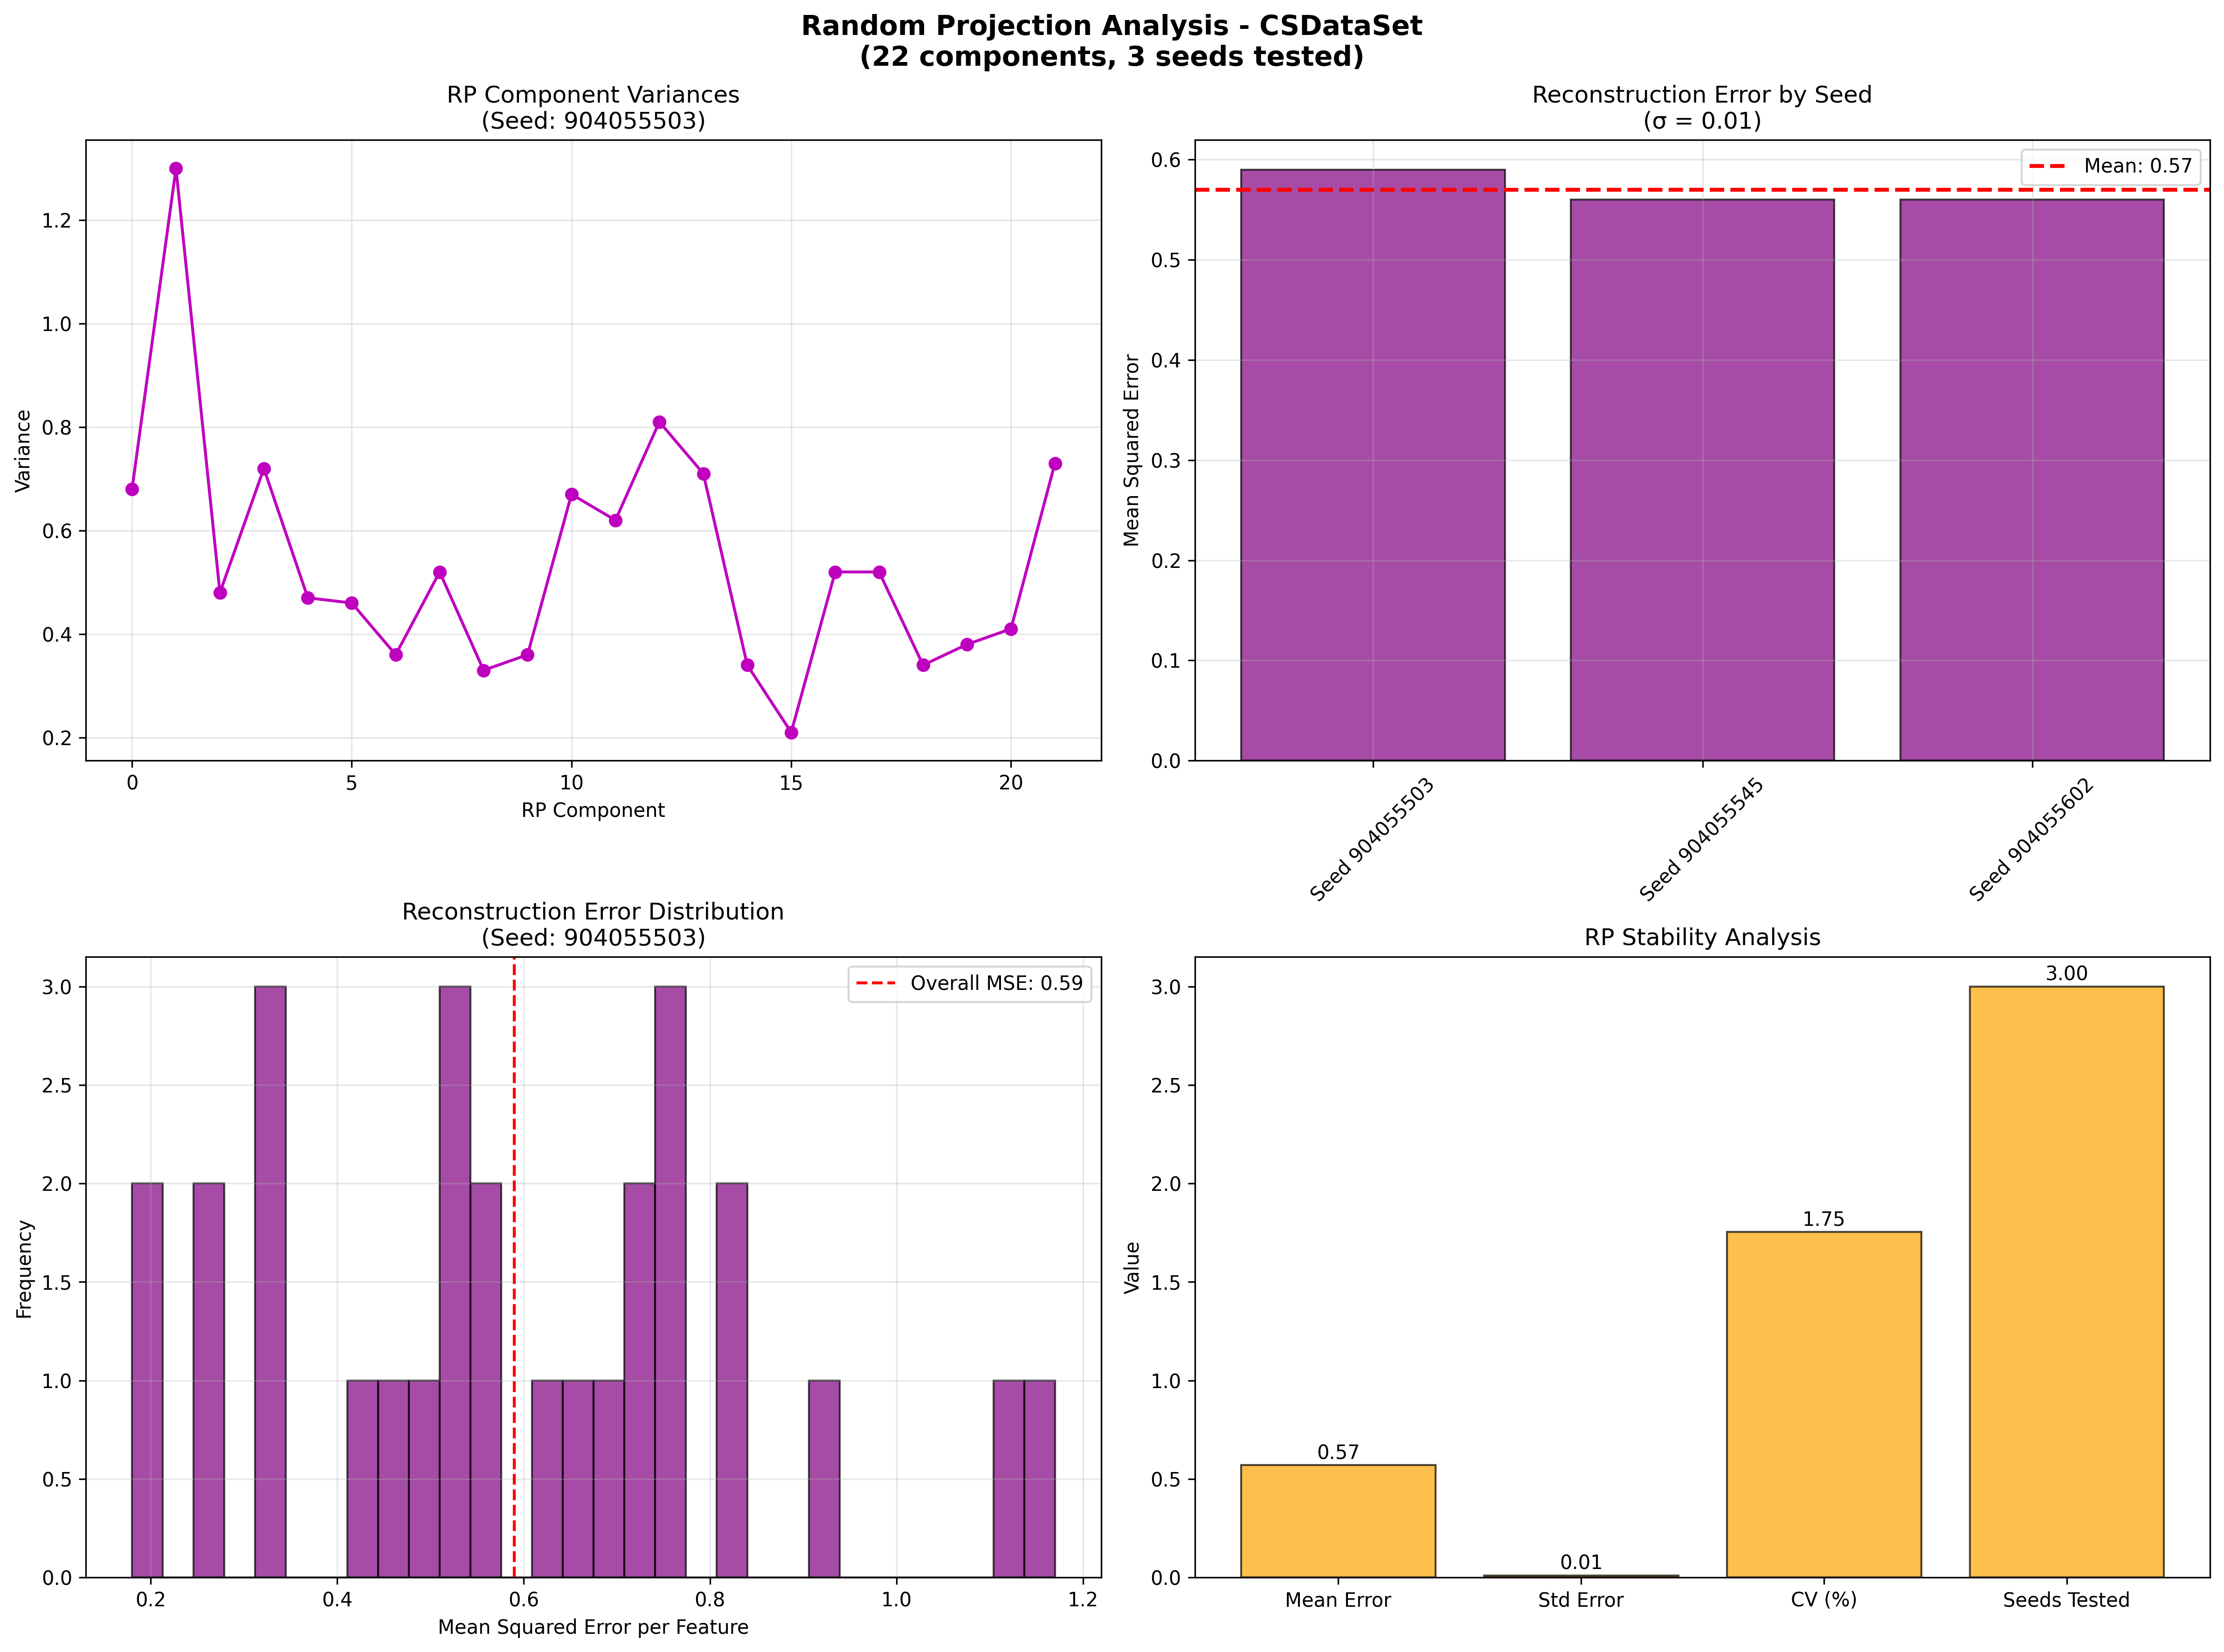 Random Projection Analysis - CSDataSet
(22 components, 3 seeds tested)
RP Component Variances
(Seed: 904055503)
Variance
1.2
1.0
0.8
0.6
0.4
0.2
0
5
10
15
20
RP Component
Reconstruction Error by Seed
(σ = 0.01)
Mean Squared Error
0.6
0.5
0.4
0.3
0.2
0.1
0.0
Mean: 0.57
Seed 904055503
Seed 904055545
Seed 904055602
Reconstruction Error Distribution
(Seed: 904055503)
Frequency
3.0
2.5
2.0
1.5
1.0
0.5
0.0
Overall MSE: 0.59
0.2
0.4
0.6
0.8
1.0
1.2
Mean Squared Error per Feature
RP Stability Analysis
Value
3.0
2.5
2.0
1.5
1.0
0.5
0.0
0.57
0.01
1.75
3.00
Mean Error
Std Error
CV (%)
Seeds Tested